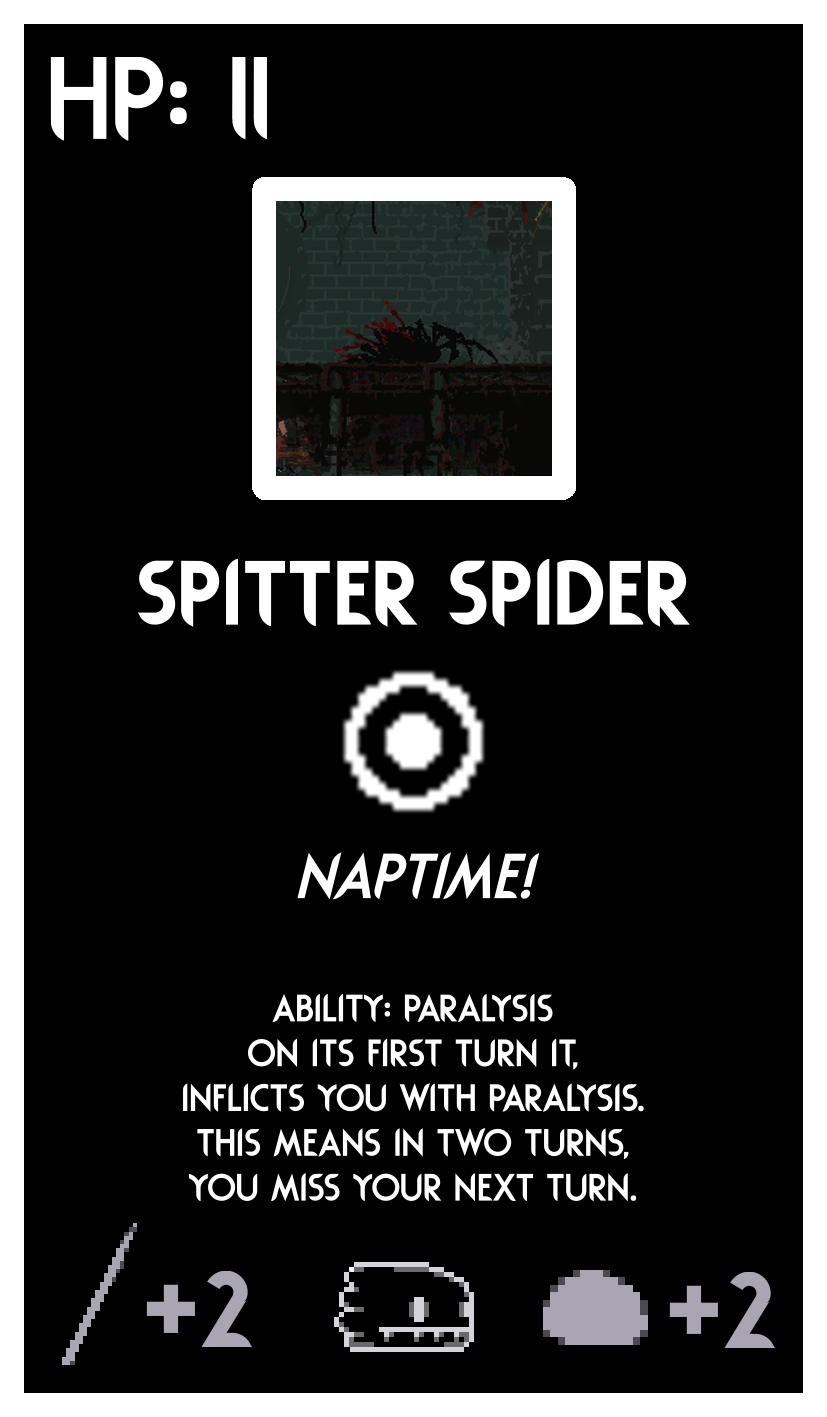 HP: 11
SPITTER SPIDER
NAPTIME!
ABILITY: PARALYSIS
ON ITS FIRST TURN IT,
INFLICTS YOU WITH PARALYSIS.
THIS MEANS IN TWO TURNS,
YOU MISS YOUR NEXT TURN.
+2 +2